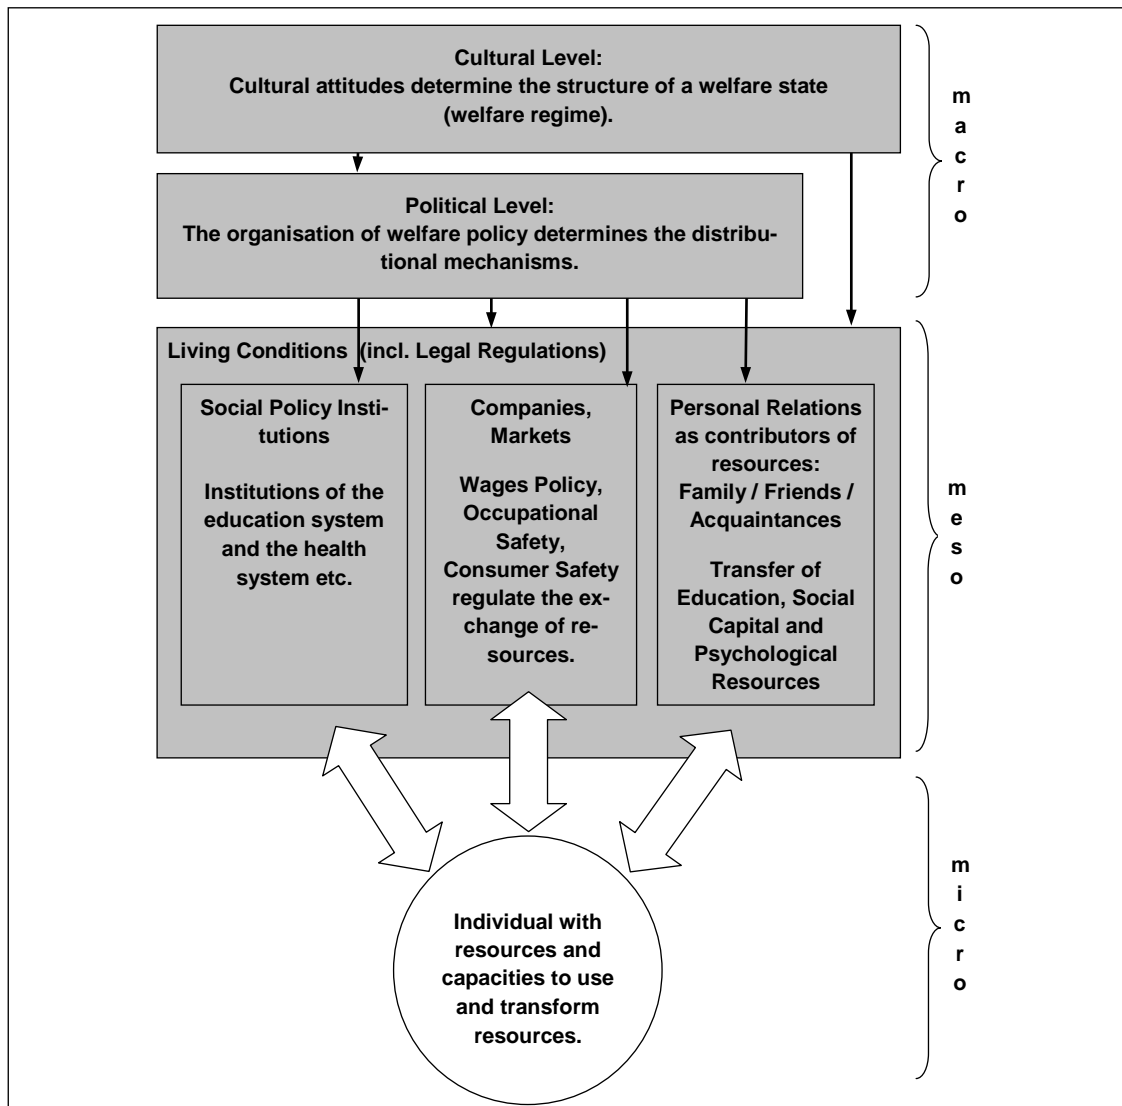 Cultural Level:
Cultural attitudes determine the structure of a welfare state
(welfare regime).
Political Level:
The organisation of welfare policy determines the distribu-
tional mechanisms.
macro
Living Conditions (incl. Legal Regulations)
Social Policy Insti-
tutions
Institutions of the
education system
and the health
system etc.
Companies,
Markets
Wages Policy,
Occupational
Safety,
Consumer Safety
regulate the ex-
change of re-
sources.
Personal Relations
as contributors of
resources:
Family / Friends /
Acquaintances
Transfer of
Education, Social
Capital and
Psychological
Resources
meso
Individual with
resources and
capacities to use
and transform
resources.
micro